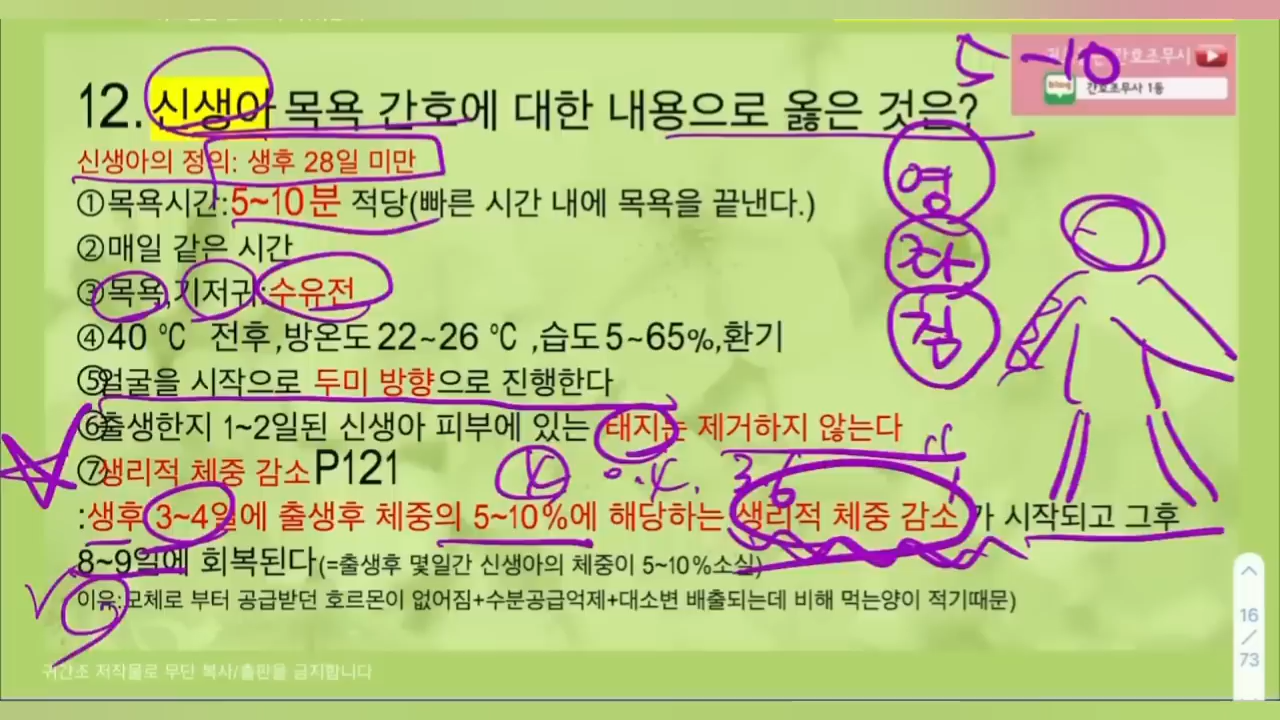 5-10
간호조무사
간호조무사 1등
12. 신생아 목욕 간호에 대한 내용으로 옳은 것은?
신생아의 정의: 생후 28일 미만
①목욕시간:5~10분 적당(빠른 시간 내에 목욕을 끝낸다.)
영
②매일 같은 시간
③목욕,기저귀:수유전
④40 ℃ 전후,방온도 22~26 ℃ ,습도 5~65%,환기
⑤얼굴을 시작으로 두미 방향으로 진행한다
⑥출생한지 1~2일된 신생아 피부에 있는 태지는 제거하지 않는다
⑦생리적 체중 감소P121
:생후 3~4일에 출생후 체중의 5~10%에 해당하는 생리적 체중 감소가 시작되고 그후
8~9일에 회복된다(=출생후 몇일간 신생아의 체중이 5~10%소실)
이유:모체로 부터 공급받던 호르몬이 없어짐+수분공급억제+대소변 배출되는데 비해 먹는양이 적기때문)
16
/
73
귀간조 저작물로 무단 복사/출판을 금지합니다